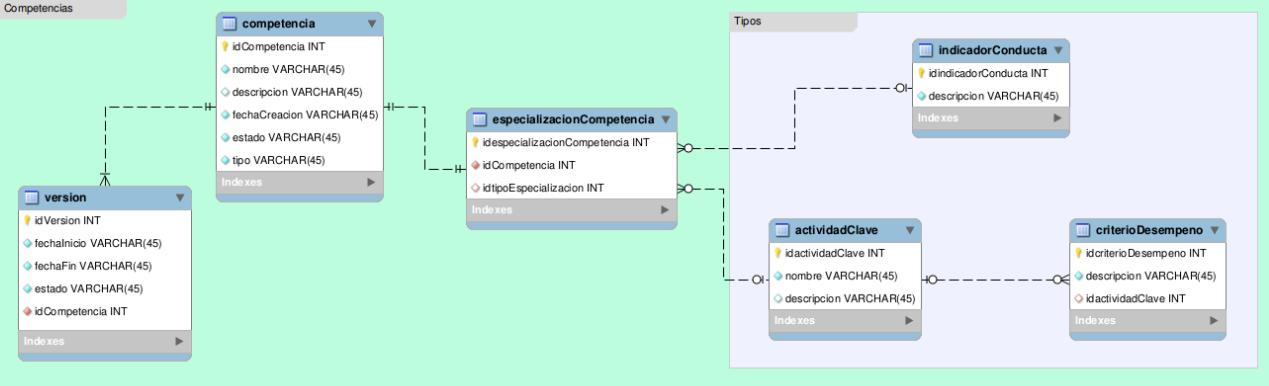 Competencias
competencia
idCompetencia INT
nombre VARCHAR(45)
descripcion VARCHAR(45)
fechaCreacion VARCHAR(45)
estado VARCHAR(45)
tipo VARCHAR(45)
Indexes
version
idVersion INT
fechaInicio VARCHAR(45)
fechaFin VARCHAR(45)
estado VARCHAR(45)
idCompetencia INT
Indexes
especializacionCompetencia
idespecializacionCompetencia INT
idCompetencia INT
idtipoEspecializacion INT
Indexes
Tipos
indicadorConducta
idindicadorConducta INT
descripcion VARCHAR(45)
Indexes
actividadClave
idactividadClave INT
nombre VARCHAR(45)
descripcion VARCHAR(45)
Indexes
criterioDesempeno
idcriterioDesempeno INT
descripcion VARCHAR(45)
idactividadClave INT
Indexes